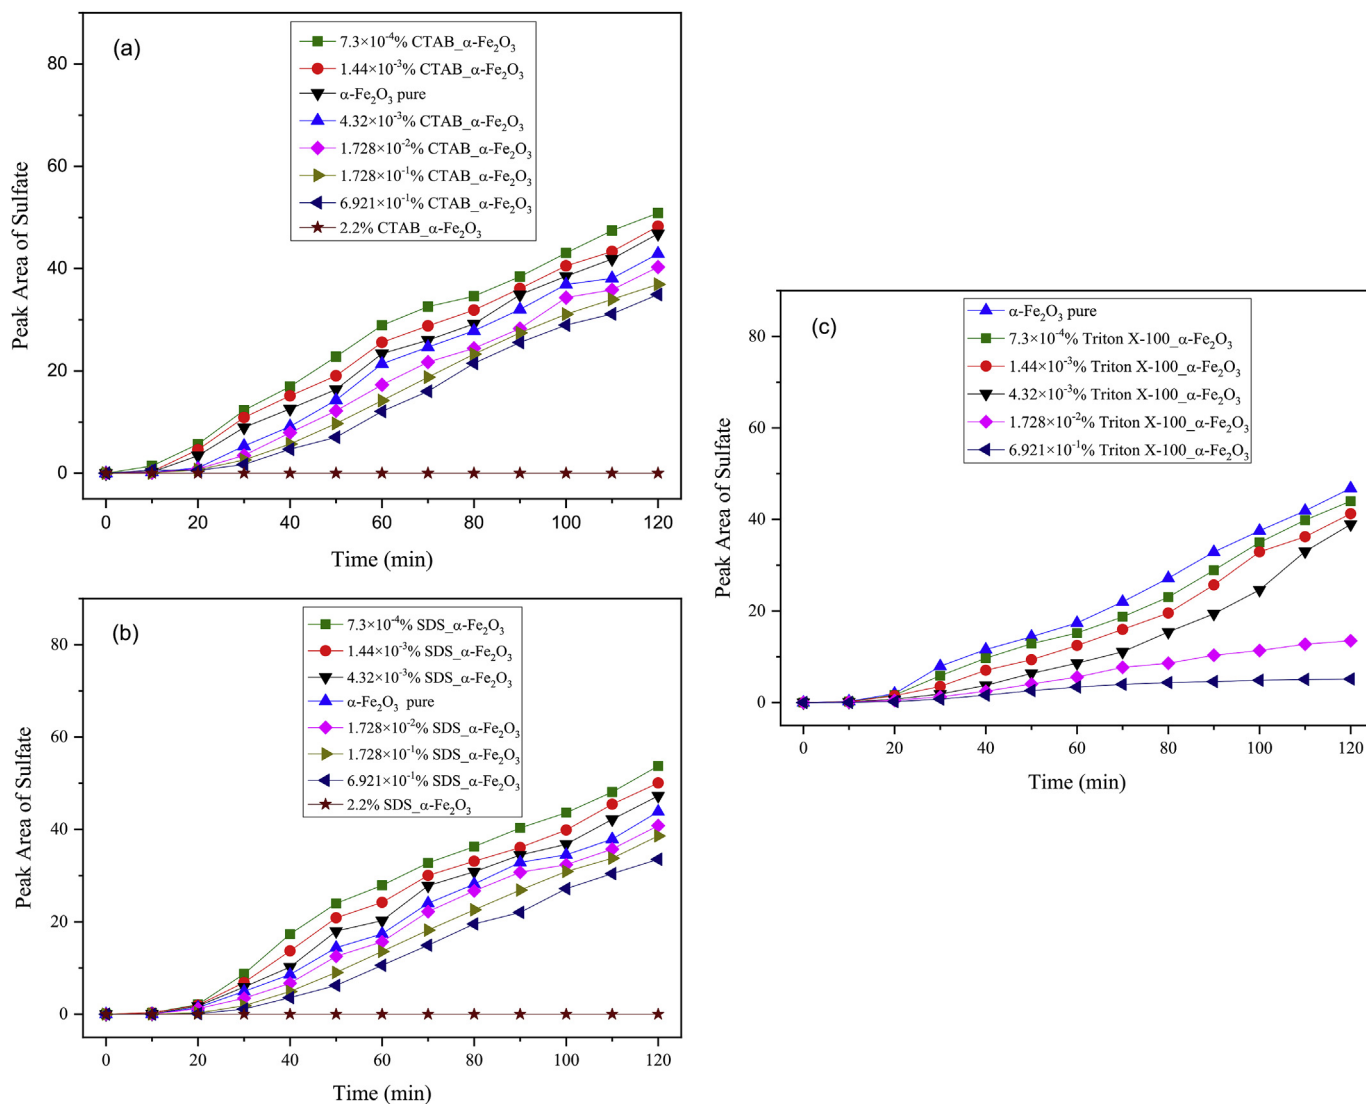 (a)
7.3×10⁻⁴% CTAB_α-Fe₂O₃
1.44×10⁻³% CTAB_α-Fe₂O₃
α-Fe₂O₃ pure
4.32×10⁻³% CTAB_α-Fe₂O₃
1.728×10⁻²% CTAB_α-Fe₂O₃
1.728×10⁻¹% CTAB_α-Fe₂O₃
6.921×10⁻¹% CTAB_α-Fe₂O₃
2.2% CTAB_α-Fe₂O₃
Peak Area of Sulfate
80
60
40
20
0
0 20 40 60 80 100 120
Time (min)
(b)
7.3×10⁻⁴% SDS_α-Fe₂O₃
1.44×10⁻³% SDS_α-Fe₂O₃
4.32×10⁻³% SDS_α-Fe₂O₃
α-Fe₂O₃ pure
1.728×10⁻²% SDS_α-Fe₂O₃
1.728×10⁻¹% SDS_α-Fe₂O₃
6.921×10⁻¹% SDS_α-Fe₂O₃
2.2% SDS_α-Fe₂O₃
Peak Area of Sulfate
80
60
40
20
0
0 20 40 60 80 100 120
Time (min)
(c)
α-Fe₂O₃ pure
7.3×10⁻⁴% Triton X-100_α-Fe₂O₃
1.44×10⁻³% Triton X-100_α-Fe₂O₃
4.32×10⁻³% Triton X-100_α-Fe₂O₃
1.728×10⁻²% Triton X-100_α-Fe₂O₃
6.921×10⁻¹% Triton X-100_α-Fe₂O₃
Peak Area of Sulfate
80
60
40
20
0
0 20 40 60 80 100 120
Time (min)